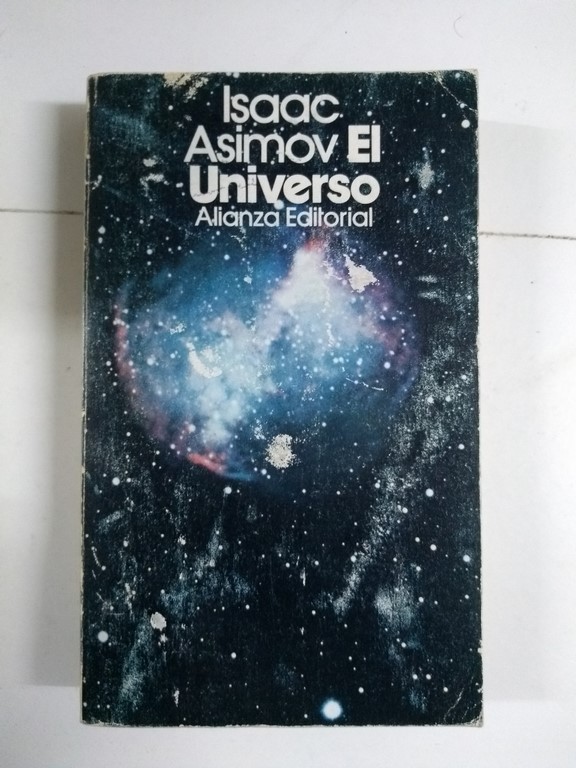 Isaac
Asimov El
Universo
Alianza Editorial